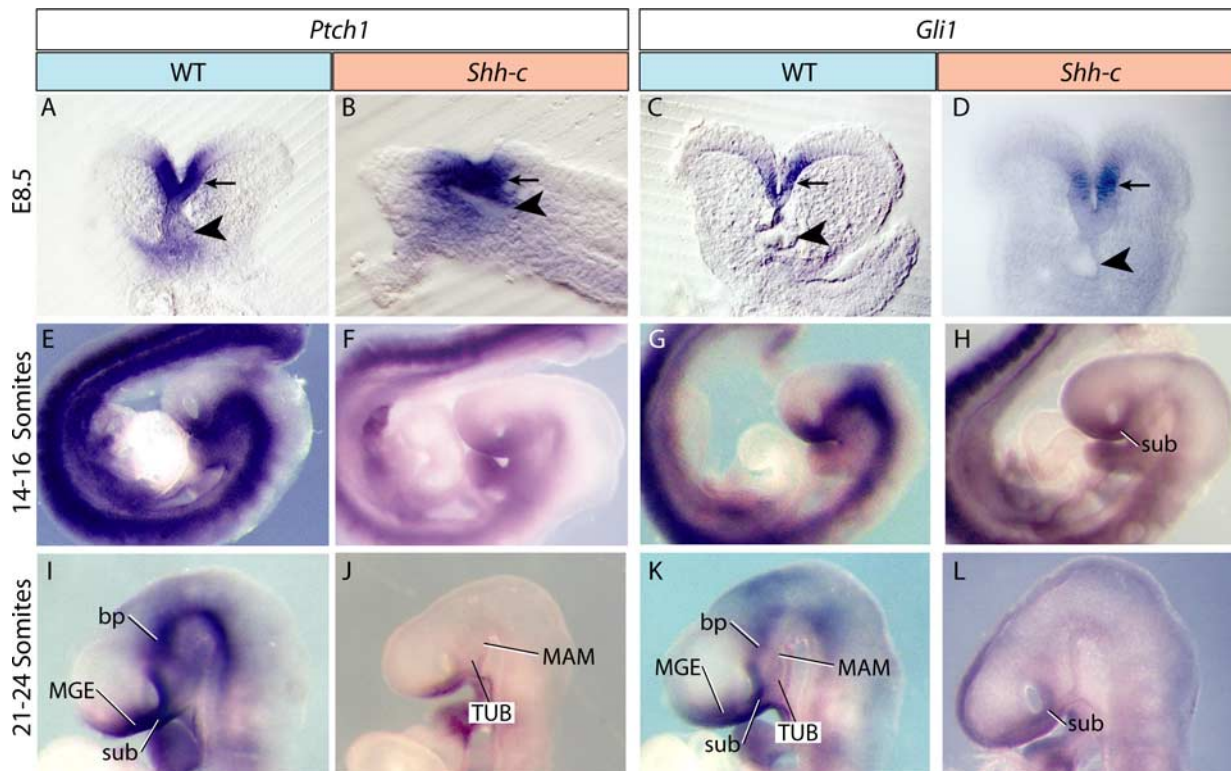 Ptch1 Gli1
WT Shh-c WT Shh-c
E8.5
A B C D
14-16 Somites
E F G H
sub
21-24 Somites
I J K L
bp bp
MAM MAM
MGE MGE
TUB TUB
sub sub sub